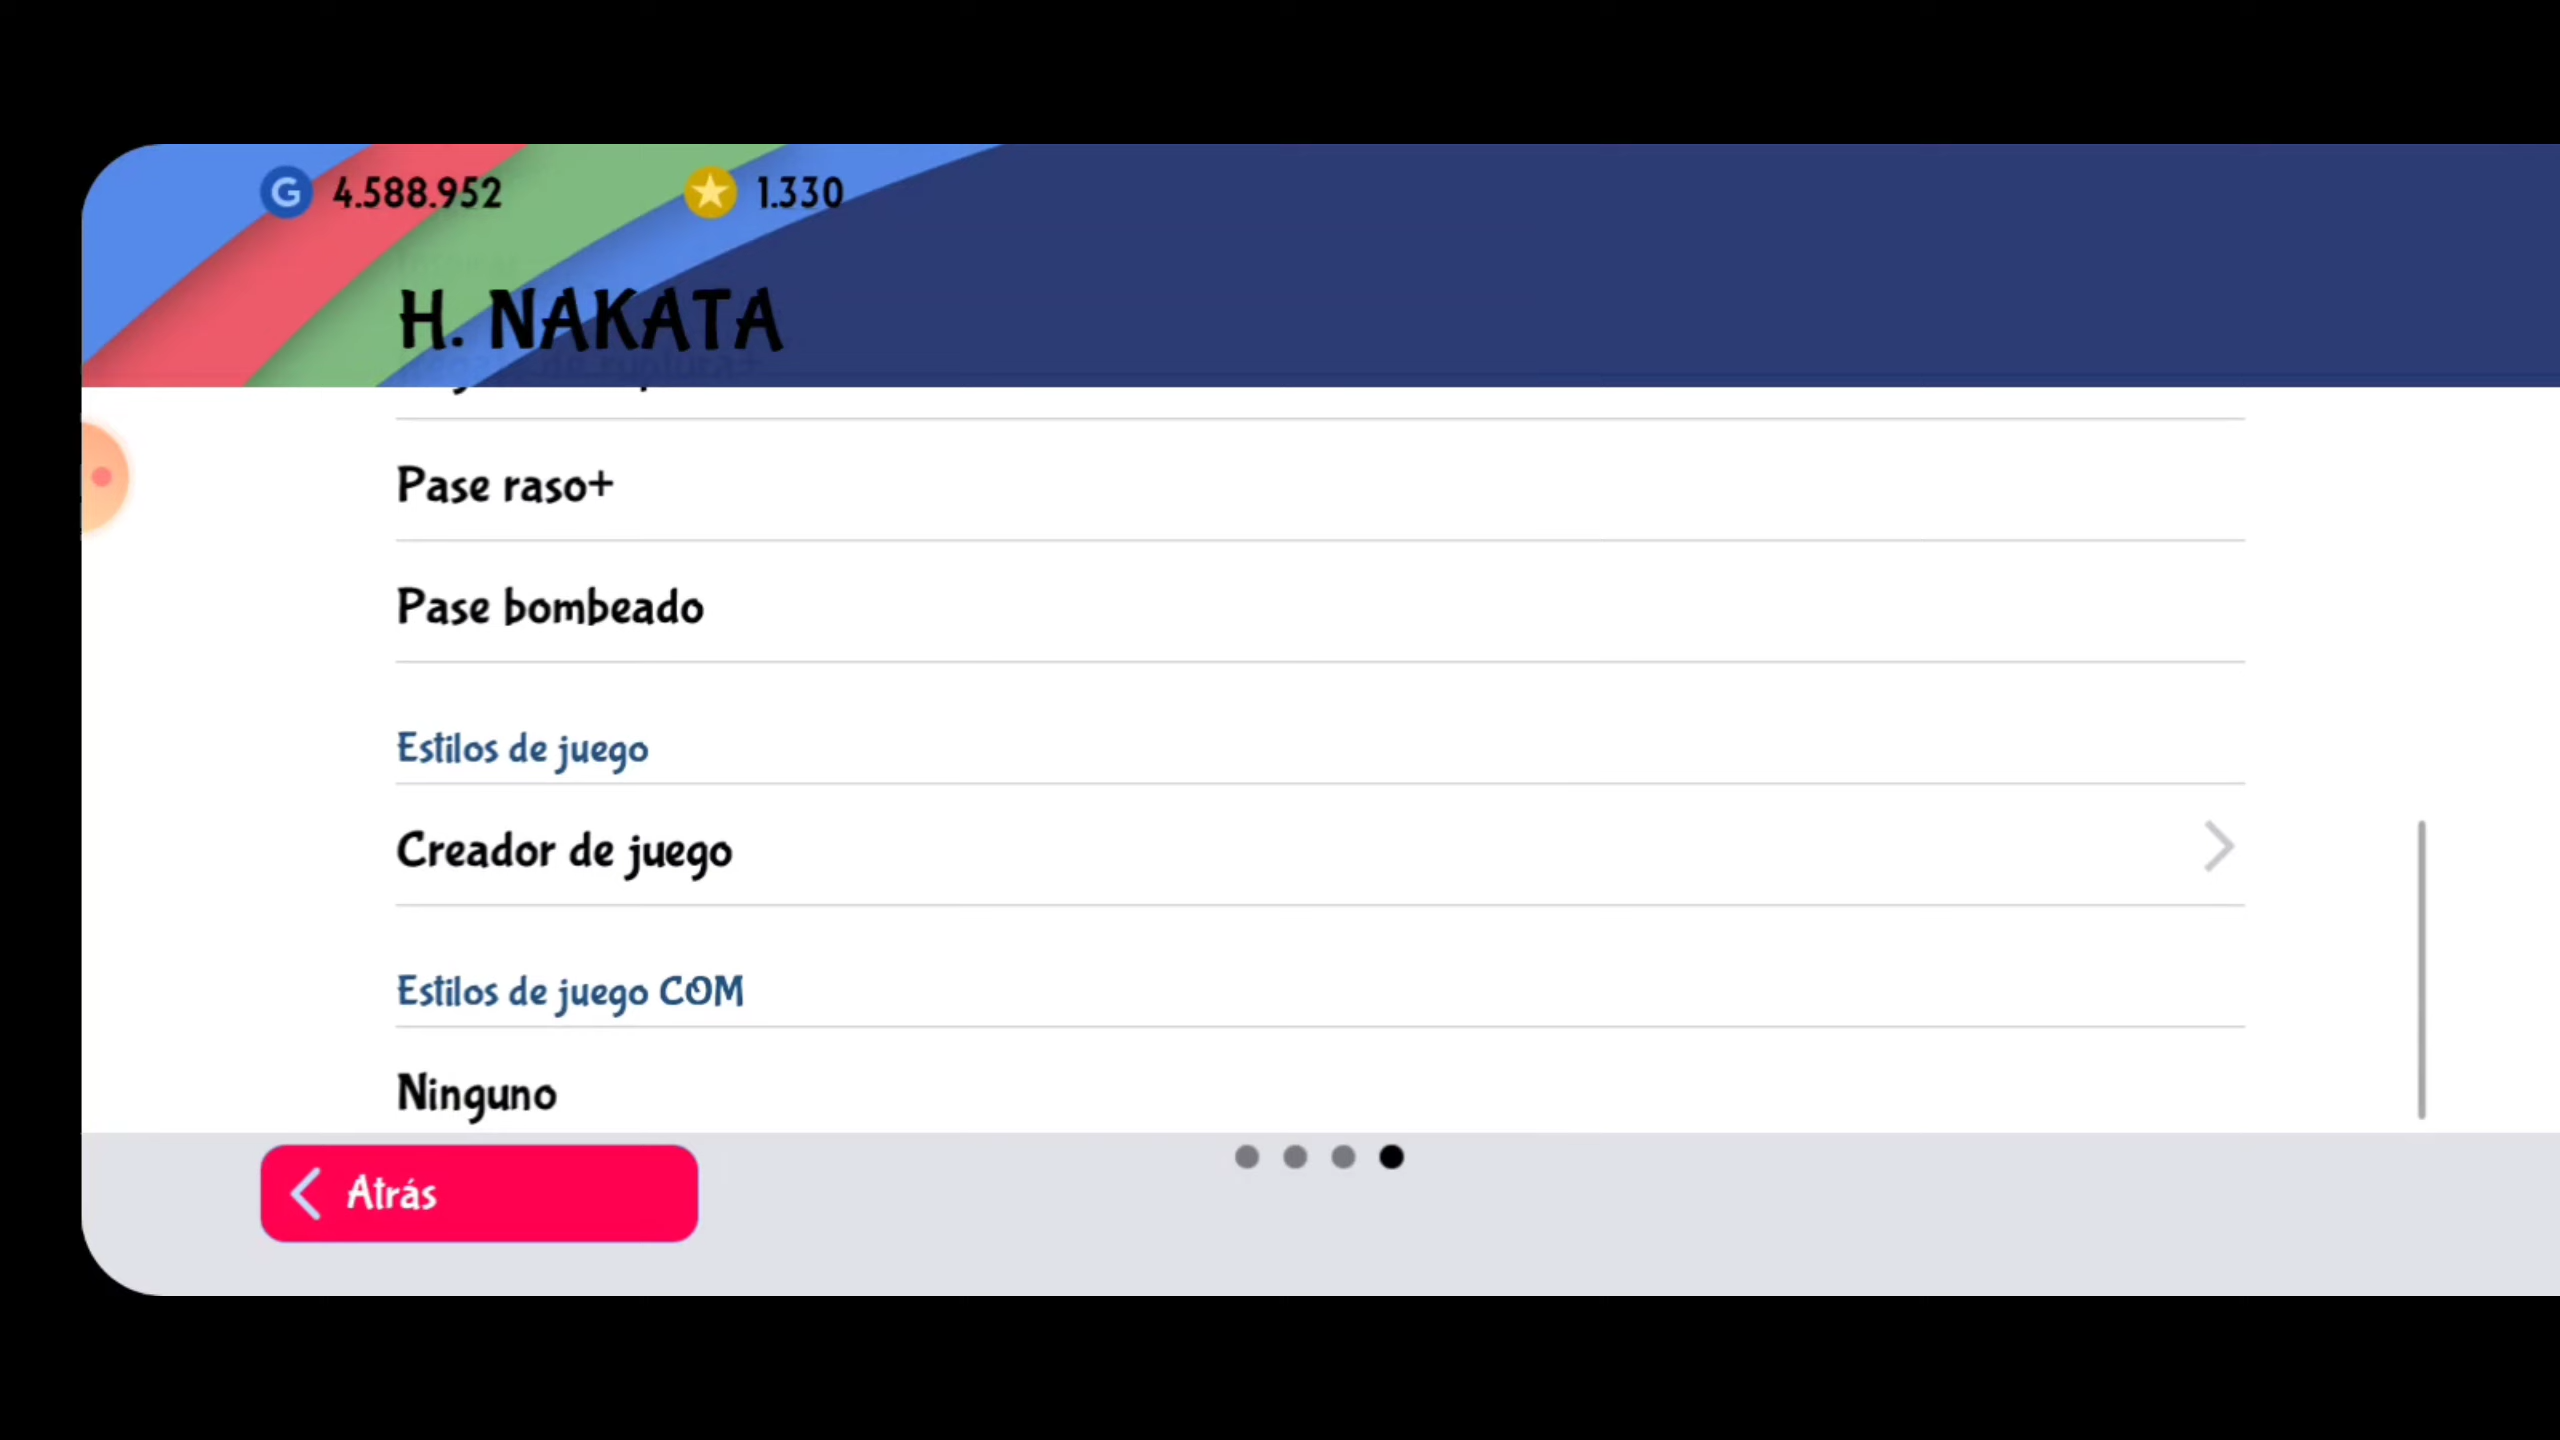 G 4.588.952 1.330
H. NAKATA
Pase raso+
Pase bombeado
Estilos de juego
Creador de juego
Estilos de juego COM
Ninguno
Atrás